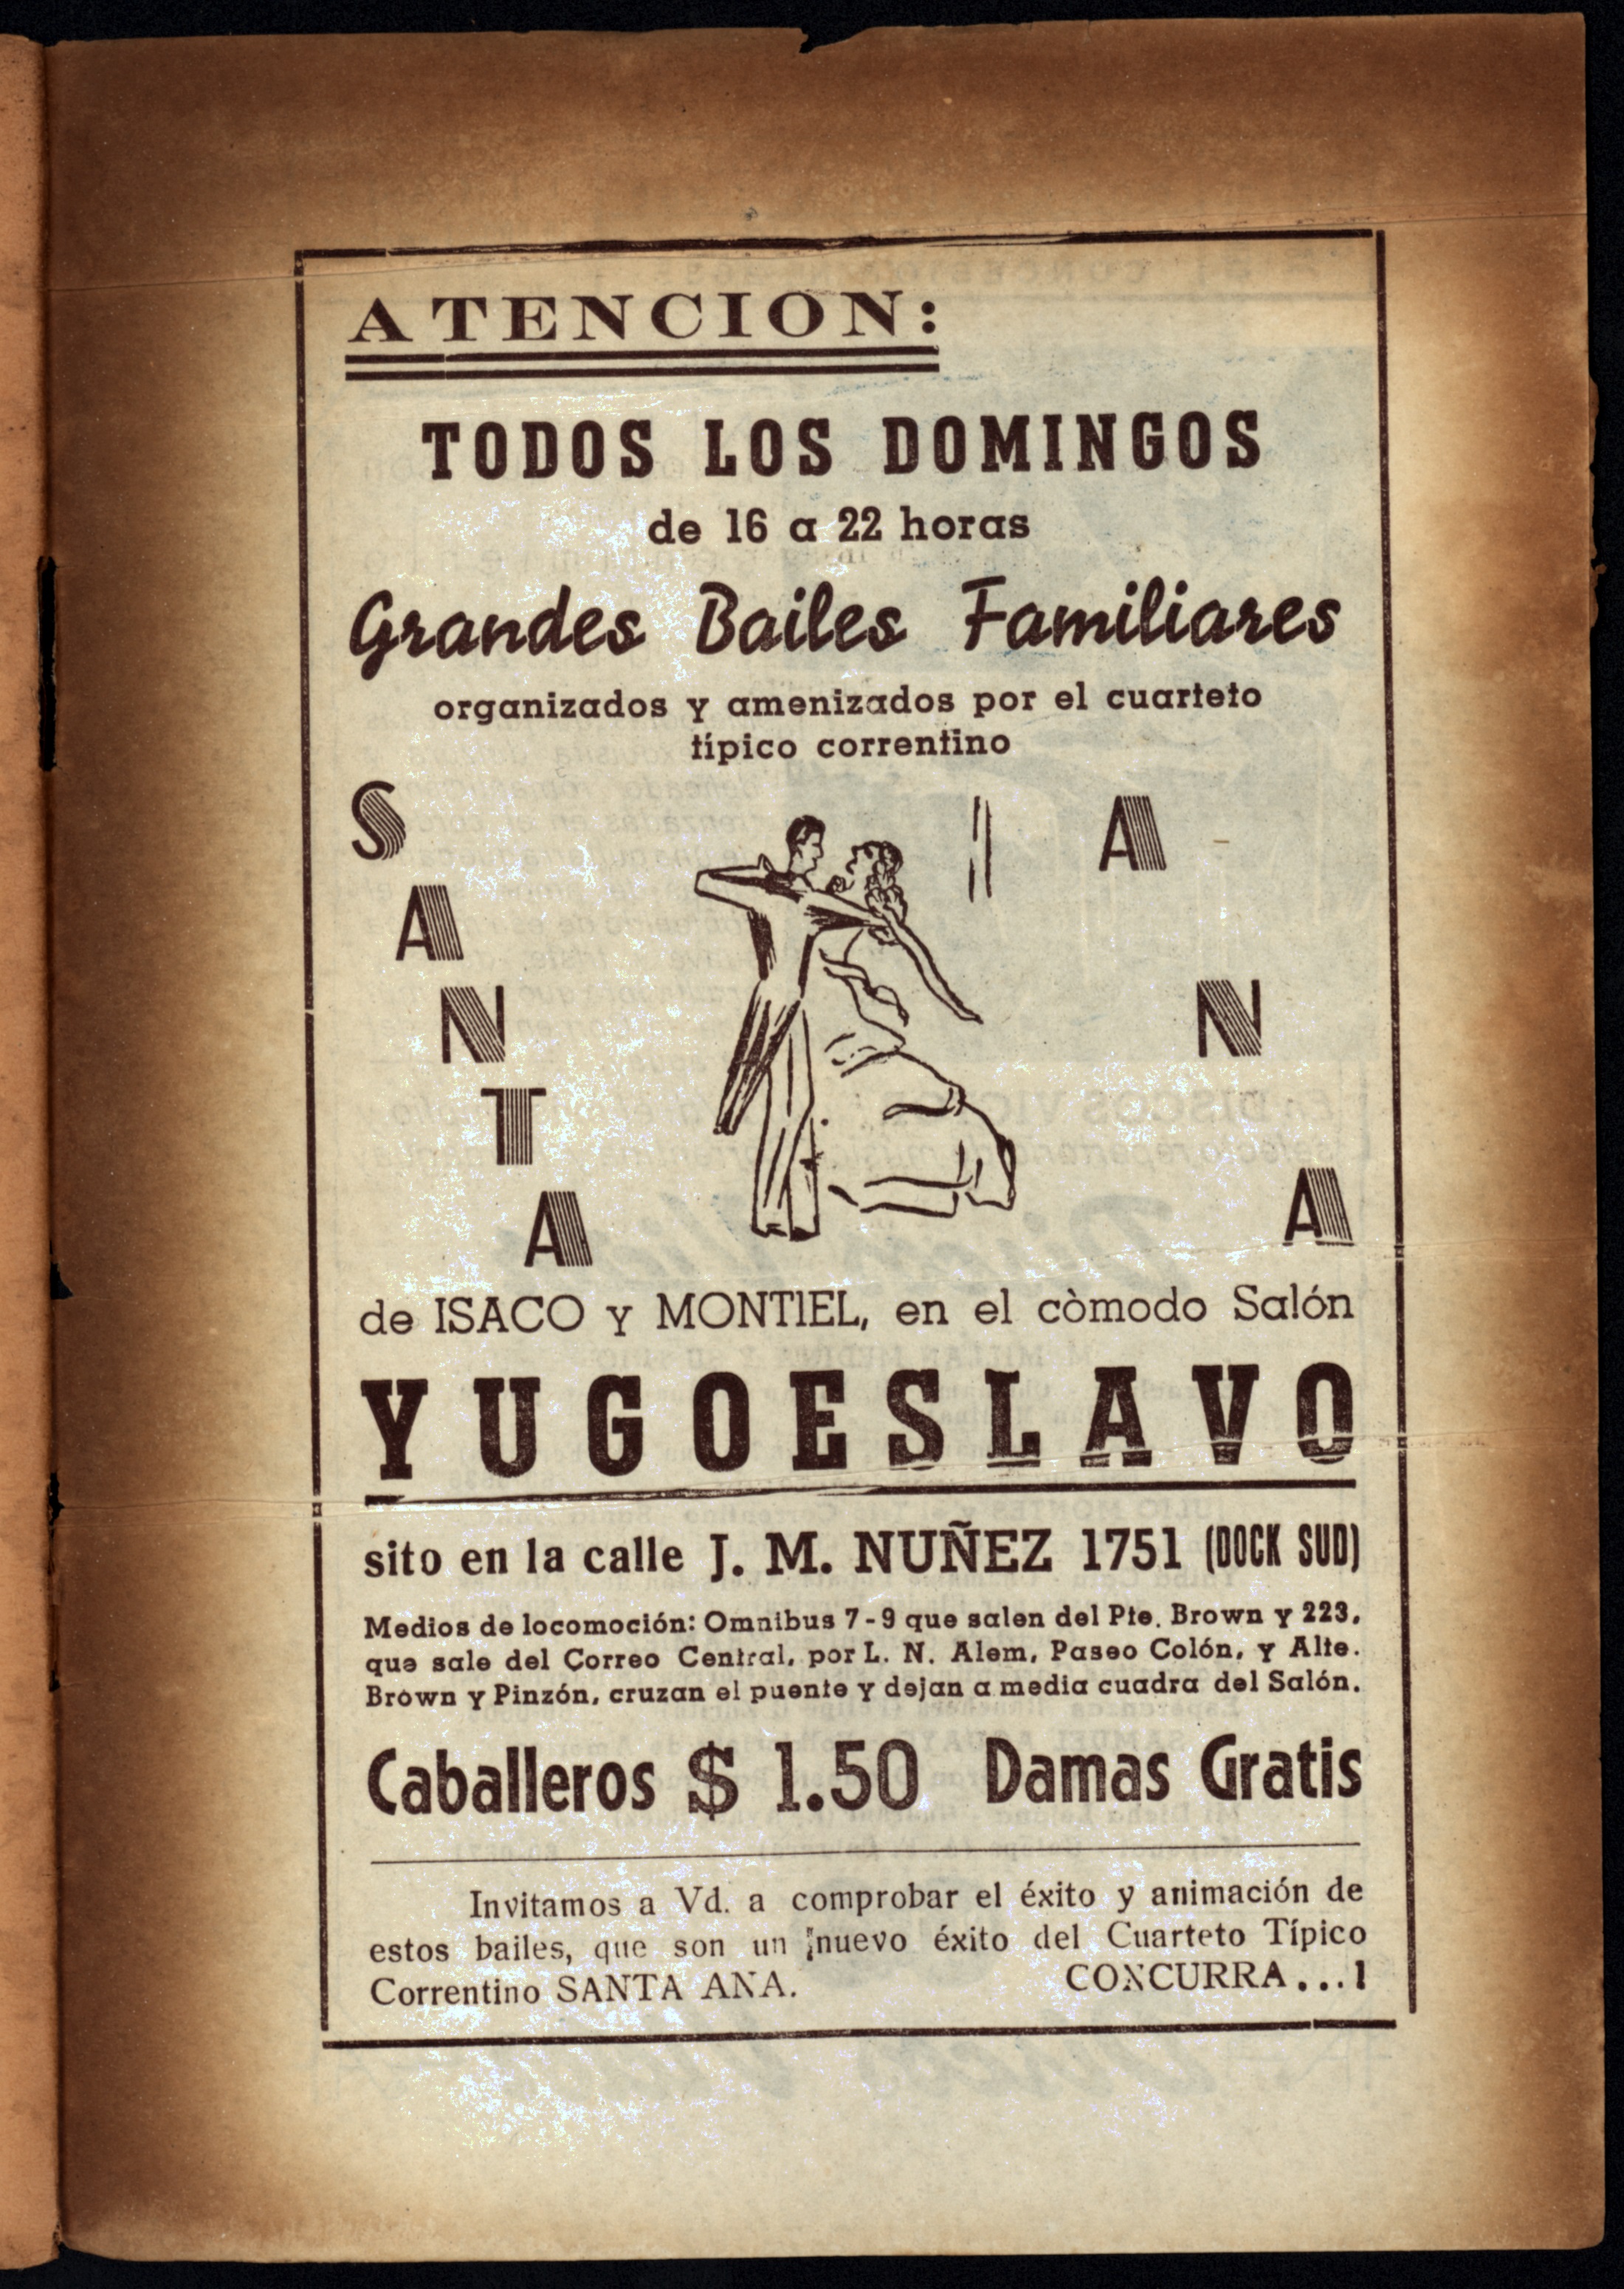 ATENCION:
TODOS LOS DOMINGOS
de 16 a 22 horas
Grandes Bailes Familiares
organizados y amenizados por el cuarteto
típico correntino
SANTA ANA
de ISACO y MONTIEL, en el còmodo Salón
YUGOESLAVO
sito en la calle J. M. NUÑEZ 1751 (DOCK SUD)
Medios de locomoción: Omnibus 7-9 que salen del Pte. Brown y 223,
que sale del Correo Central, por L. N. Alem, Paseo Colón, y Alte.
Brown y Pinzón, cruzan el puente y dejan a media cuadra del Salón.
Caballeros $ 1.50 Damas Gratis
Invitamos a Vd. a comprobar el éxito y animación de
estos bailes, que son un ¡nuevo éxito del Cuarteto Típico
Correntino SANTA ANA. CONCURRA...!